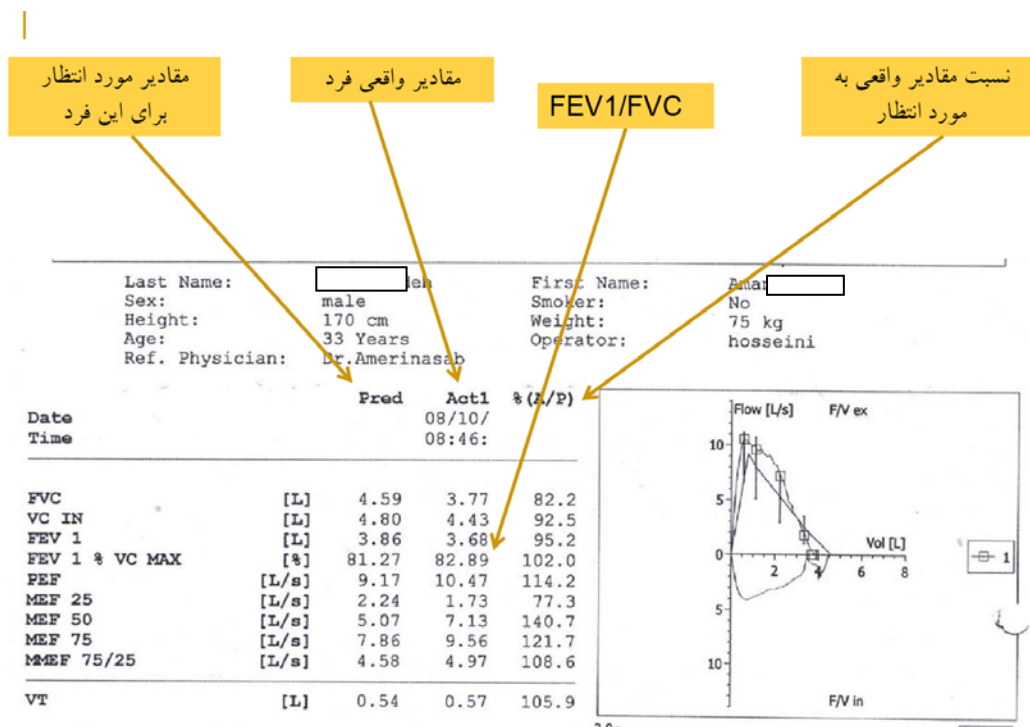 مقادیر مورد انتظار
برای این فرد
مقادیر واقعی فرد
FEV1/FVC
نسبت مقادیر واقعی به
مورد انتظار
Last Name: First Name: Amar
Sex: male Smoker: No
Height: 170 cm Weight: 75 kg
Age: 33 Years Operator: hosseini
Ref. Physician: Dr.Amerinasab
Pred Act1 %(A/P)
Date 08/10/
Time 08:46:
FVC [L] 4.59 3.77 82.2
VC IN [L] 4.80 4.43 92.5
FEV 1 [L] 3.86 3.68 95.2
FEV 1 % VC MAX [%] 81.27 82.89 102.0
PEF [L/s] 9.17 10.47 114.2
MEF 25 [L/s] 2.24 1.73 77.3
MEF 50 [L/s] 5.07 7.13 140.7
MEF 75 [L/s] 7.86 9.56 121.7
MMEF 75/25 [L/s] 4.58 4.97 108.6
VT [L] 0.54 0.57 105.9
Flow [L/s] F/V ex
10
5
0
Vol [L]
2 4 6 8
1
5
10
F/V in